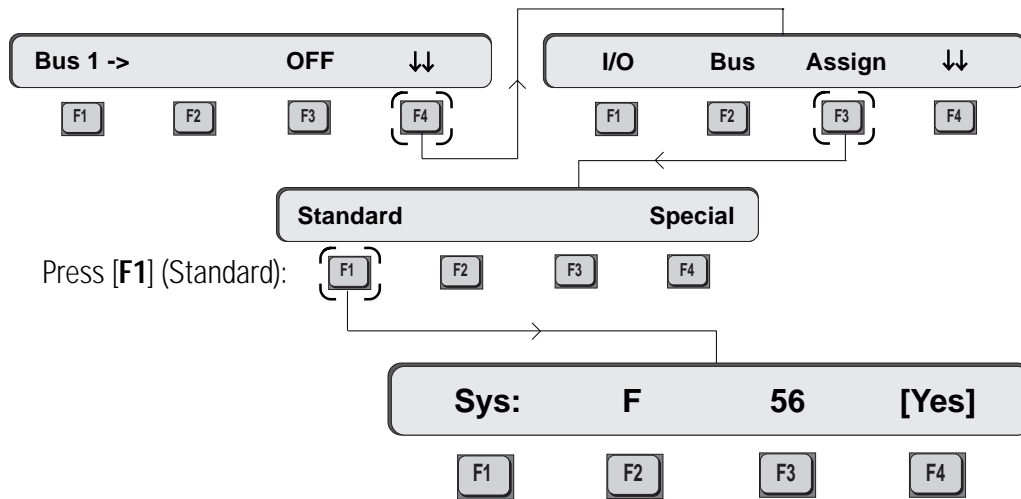 Bus 1 -> OFF ↓↓
F1 F2 F3 F4
I/O Bus Assign ↓↓
F1 F2 F3 F4
Standard Special
Press [F1] (Standard):
F1 F2 F3 F4
Sys: F 56 [Yes]
F1 F2 F3 F4